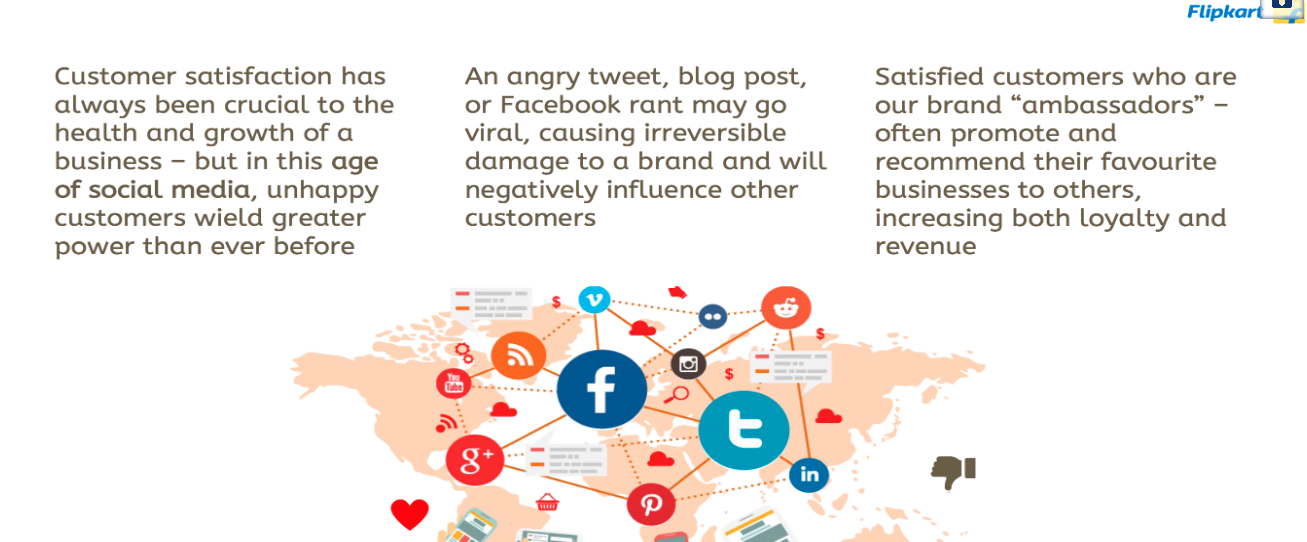 Flipkart
Customer satisfaction has
always been crucial to the
health and growth of a
business – but in this age
of social media, unhappy
customers wield greater
power than ever before
An angry tweet, blog post,
or Facebook rant may go
viral, causing irreversible
damage to a brand and will
negatively influence other
customers
Satisfied customers who are
our brand “ambassadors” –
often promote and
recommend their favourite
businesses to others,
increasing both loyalty and
revenue
You
Tube
g+
in